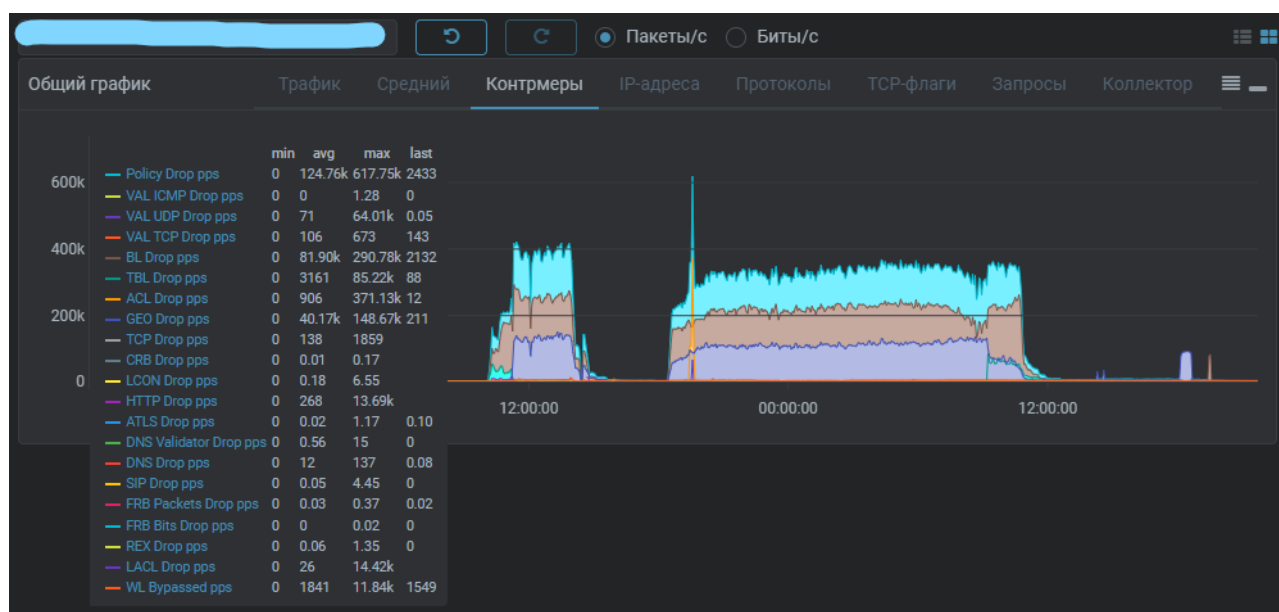 Пакеты/с Биты/с
Общий график Трафик Средний Контрмеры IP-адреса Протоколы TCP-флаги Запросы Коллектор
min avg max last
Policy Drop pps 0 124.76k 617.75k 2433
VAL ICMP Drop pps 0 0 1.28 0
VAL UDP Drop pps 0 71 64.01k 0.05
VAL TCP Drop pps 0 106 673 143
BL Drop pps 0 81.90k 290.78k 2132
TBL Drop pps 0 3161 85.22k 88
ACL Drop pps 0 906 371.13k 12
GEO Drop pps 0 40.17k 148.67k 211
TCP Drop pps 0 138 1859
CRB Drop pps 0 0.01 0.17
LCON Drop pps 0 0.18 6.55
HTTP Drop pps 0 268 13.69k
ATLS Drop pps 0 0.02 1.17 0.10
DNS Validator Drop pps 0 0.56 15 0
DNS Drop pps 0 12 137 0.08
SIP Drop pps 0 0.05 4.45 0
FRB Packets Drop pps 0 0.03 0.37 0.02
FRB Bits Drop pps 0 0 0.02 0
REX Drop pps 0 0.06 1.35 0
LACL Drop pps 0 26 14.42k
WL Bypassed pps 0 1841 11.84k 1549
600k
400k
200k
0
12:00:00 00:00:00 12:00:00